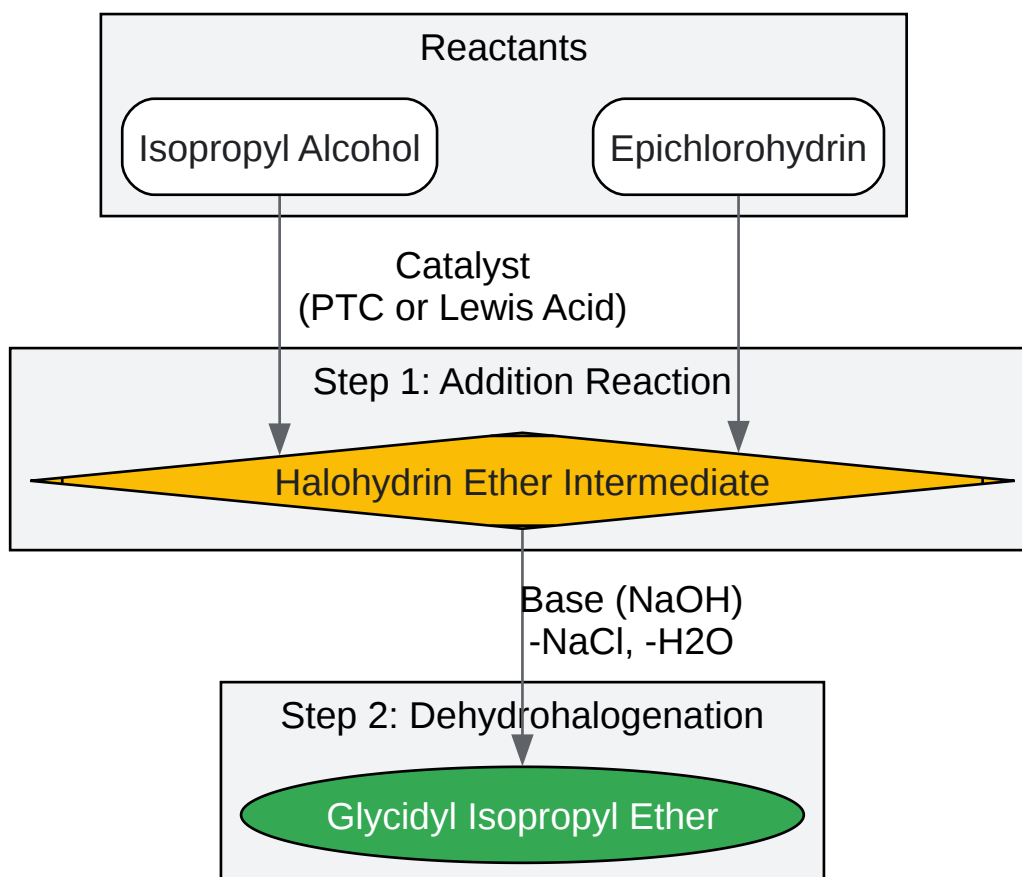 Reactants
Isopropyl Alcohol
Epichlorohydrin
Catalyst
(PTC or Lewis Acid)
Step 1: Addition Reaction
Halohydrin Ether Intermediate
Base (NaOH)
-NaCl, -H2O
Step 2: Dehydrohalogenation
Glycidyl Isopropyl Ether